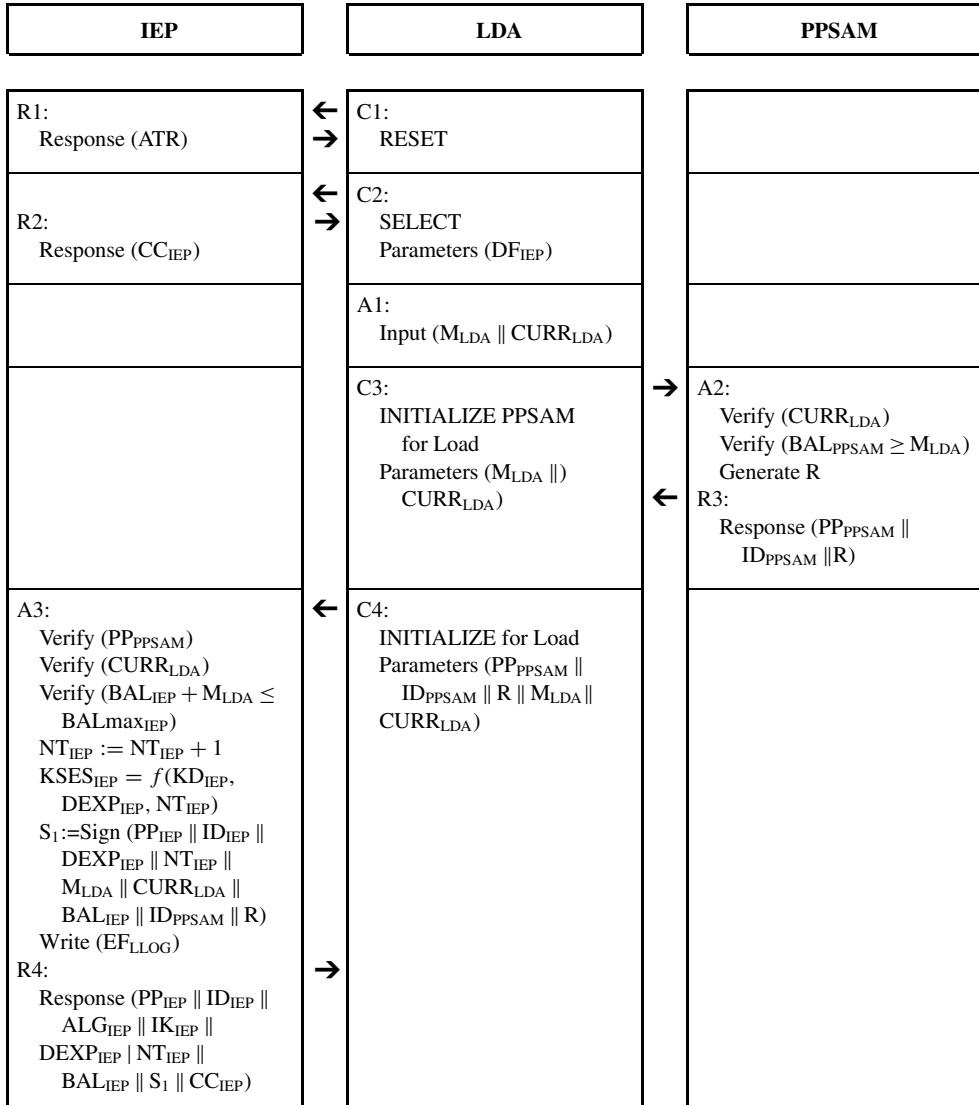 IEP
LDA
PPSAM
R1:
Response (ATR)
🡨
🡪
C1:
RESET
R2:
Response (CC_IEP)
🡨
🡪
C2:
SELECT
Parameters (DF_IEP)
A1:
Input (M_LDA || CURR_LDA)
C3:
INITIALIZE PPSAM
for Load
Parameters (M_LDA ||)
CURR_LDA)
🡪
🡨
A2:
Verify (CURR_LDA)
Verify (BAL_PPSAM ≥ M_LDA)
Generate R
R3:
Response (PP_PPSAM ||
ID_PPSAM ||R)
A3:
Verify (PP_PPSAM)
Verify (CURR_LDA)
Verify (BAL_IEP + M_LDA ≤
BALmax_IEP)
NT_IEP := NT_IEP + 1
KSES_IEP = f(KD_IEP,
DEXP_IEP, NT_IEP)
S_1:=Sign (PP_IEP || ID_IEP ||
DEXP_IEP || NT_IEP ||
M_LDA || CURR_LDA ||
BAL_IEP || ID_PPSAM || R)
Write (EF_LLOG)
R4:
Response (PP_IEP || ID_IEP ||
ALG_IEP || IK_IEP ||
DEXP_IEP | NT_IEP ||
BAL_IEP || S_1 || CC_IEP)
🡨
🡪
C4:
INITIALIZE for Load
Parameters (PP_PPSAM ||
ID_PPSAM || R || M_LDA||
CURR_LDA)